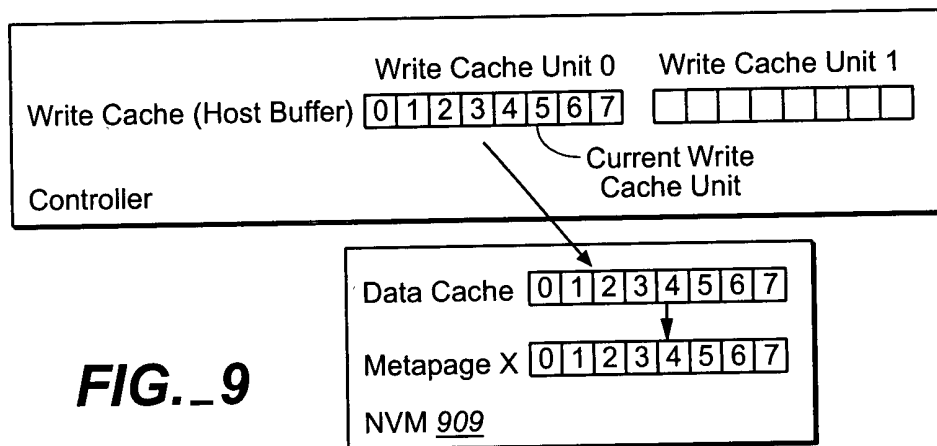 Write Cache Unit 0 Write Cache Unit 1
Write Cache (Host Buffer) 0 1 2 3 4 5 6 7
Current Write
Cache Unit
Controller
Data Cache 0 1 2 3 4 5 6 7
Metapage X 0 1 2 3 4 5 6 7
NVM 909
FIG._9